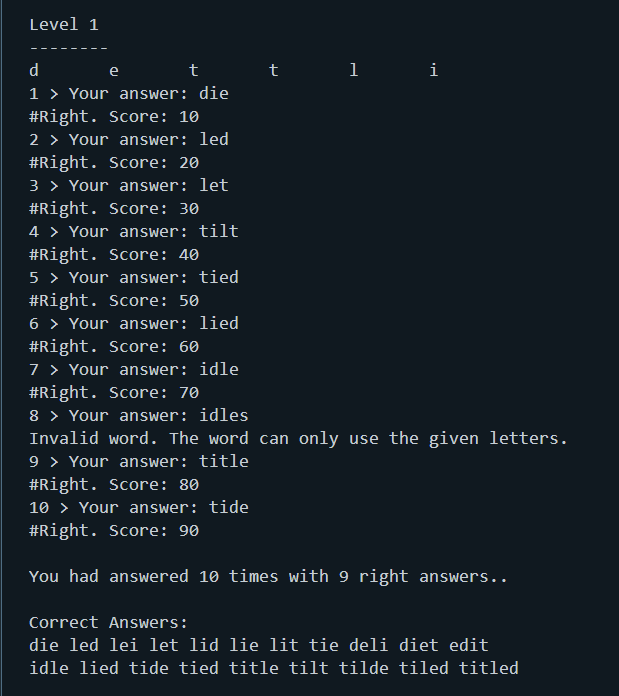 Level 1
--------
d e t t l i
1 > Your answer: die
#Right. Score: 10
2 > Your answer: led
#Right. Score: 20
3 > Your answer: let
#Right. Score: 30
4 > Your answer: tilt
#Right. Score: 40
5 > Your answer: tied
#Right. Score: 50
6 > Your answer: lied
#Right. Score: 60
7 > Your answer: idle
#Right. Score: 70
8 > Your answer: idles
Invalid word. The word can only use the given letters.
9 > Your answer: title
#Right. Score: 80
10 > Your answer: tide
#Right. Score: 90
You had answered 10 times with 9 right answers..
Correct Answers:
die led lei let lid lie lit tie deli diet edit
idle lied tide tied title tilt tilde tiled titled